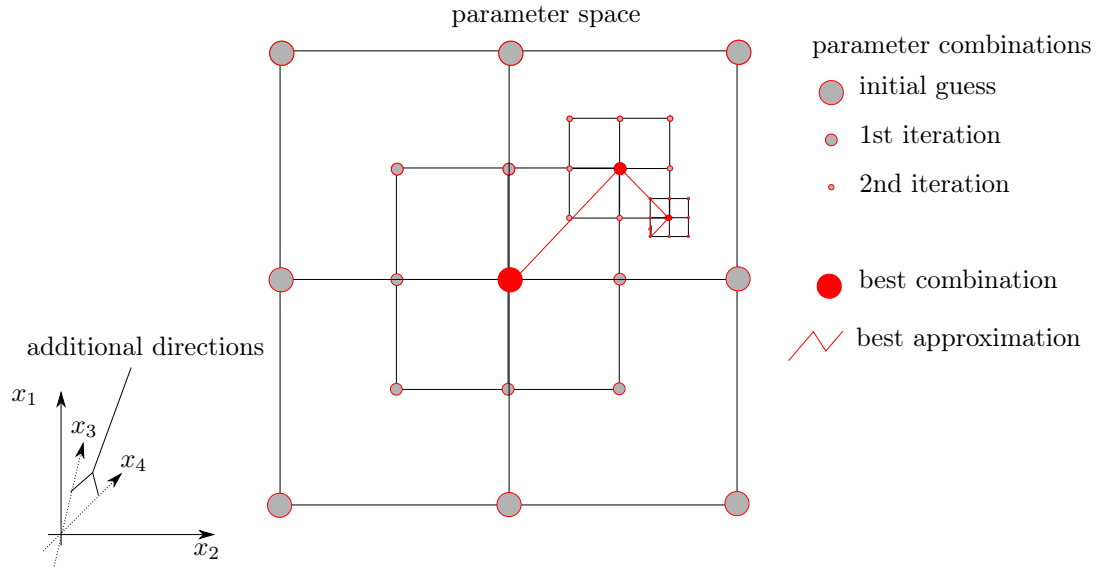 parameter space
parameter combinations
initial guess
1st iteration
2nd iteration
best combination
best approximation
additional directions
x1
x3
x4
x2